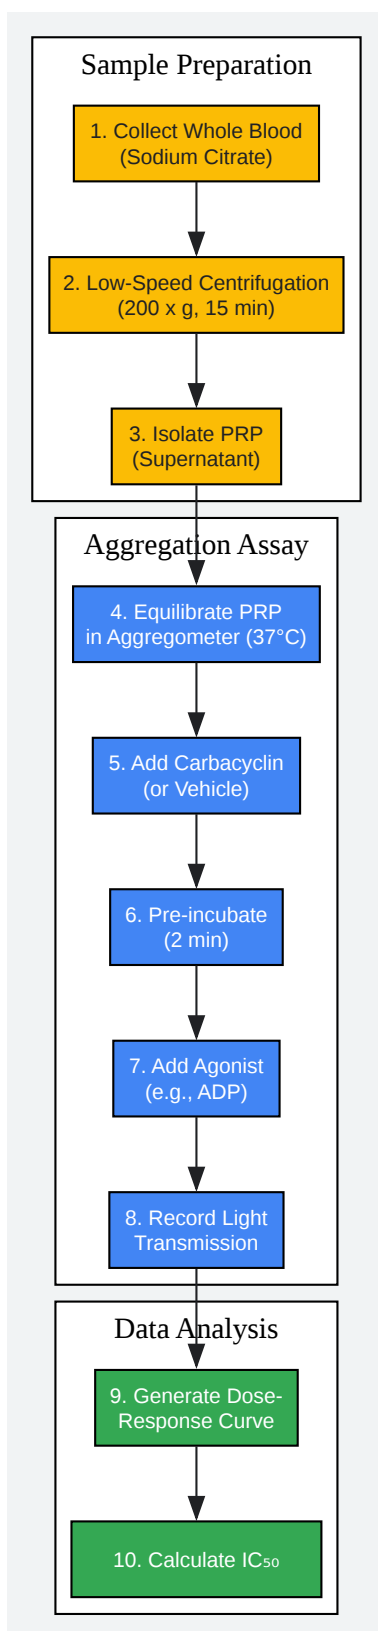 Sample Preparation
1. Collect Whole Blood
(Sodium Citrate)
2. Low-Speed Centrifugation
(200 x g, 15 min)
3. Isolate PRP
(Supernatant)
Aggregation Assay
4. Equilibrate PRP
in Aggregometer (37°C)
5. Add Carbacyclin
(or Vehicle)
6. Pre-incubate
(2 min)
7. Add Agonist
(e.g., ADP)
8. Record Light
Transmission
Data Analysis
9. Generate Dose-
Response Curve
10. Calculate IC₅₀